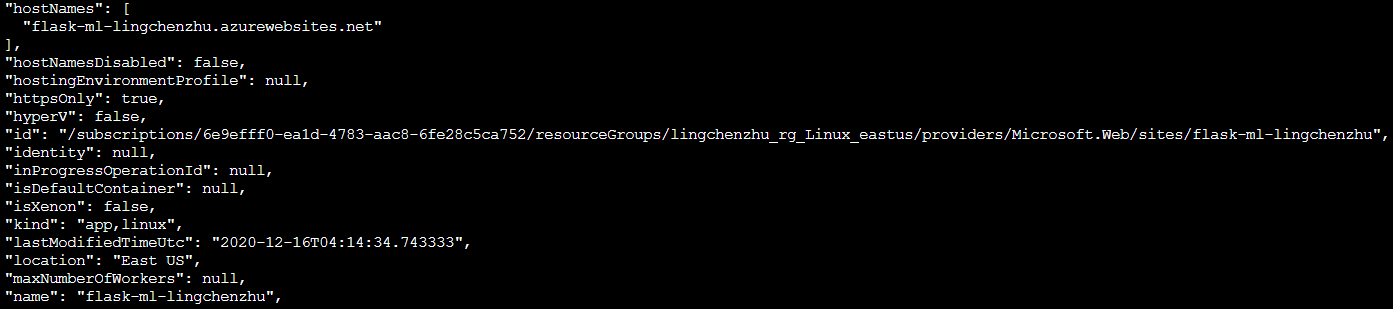 "hostNames": [
"flask-ml-lingchenzhu.azurewebsites.net"
],
"hostNamesDisabled": false,
"hostingEnvironmentProfile": null,
"httpsOnly": true,
"hyperV": false,
"id": "/subscriptions/6e9efff0-ea1d-4783-aac8-6fe28c5ca752/resourceGroups/lingchenzhu_rg_Linux_eastus/providers/Microsoft.Web/sites/flask-ml-lingchenzhu",
"identity": null,
"inProgressOperationId": null,
"isDefaultContainer": null,
"isXenon": false,
"kind": "app,linux",
"lastModifiedTimeUtc": "2020-12-16T04:14:34.743333",
"location": "East US",
"maxNumberOfWorkers": null,
"name": "flask-ml-lingchenzhu",